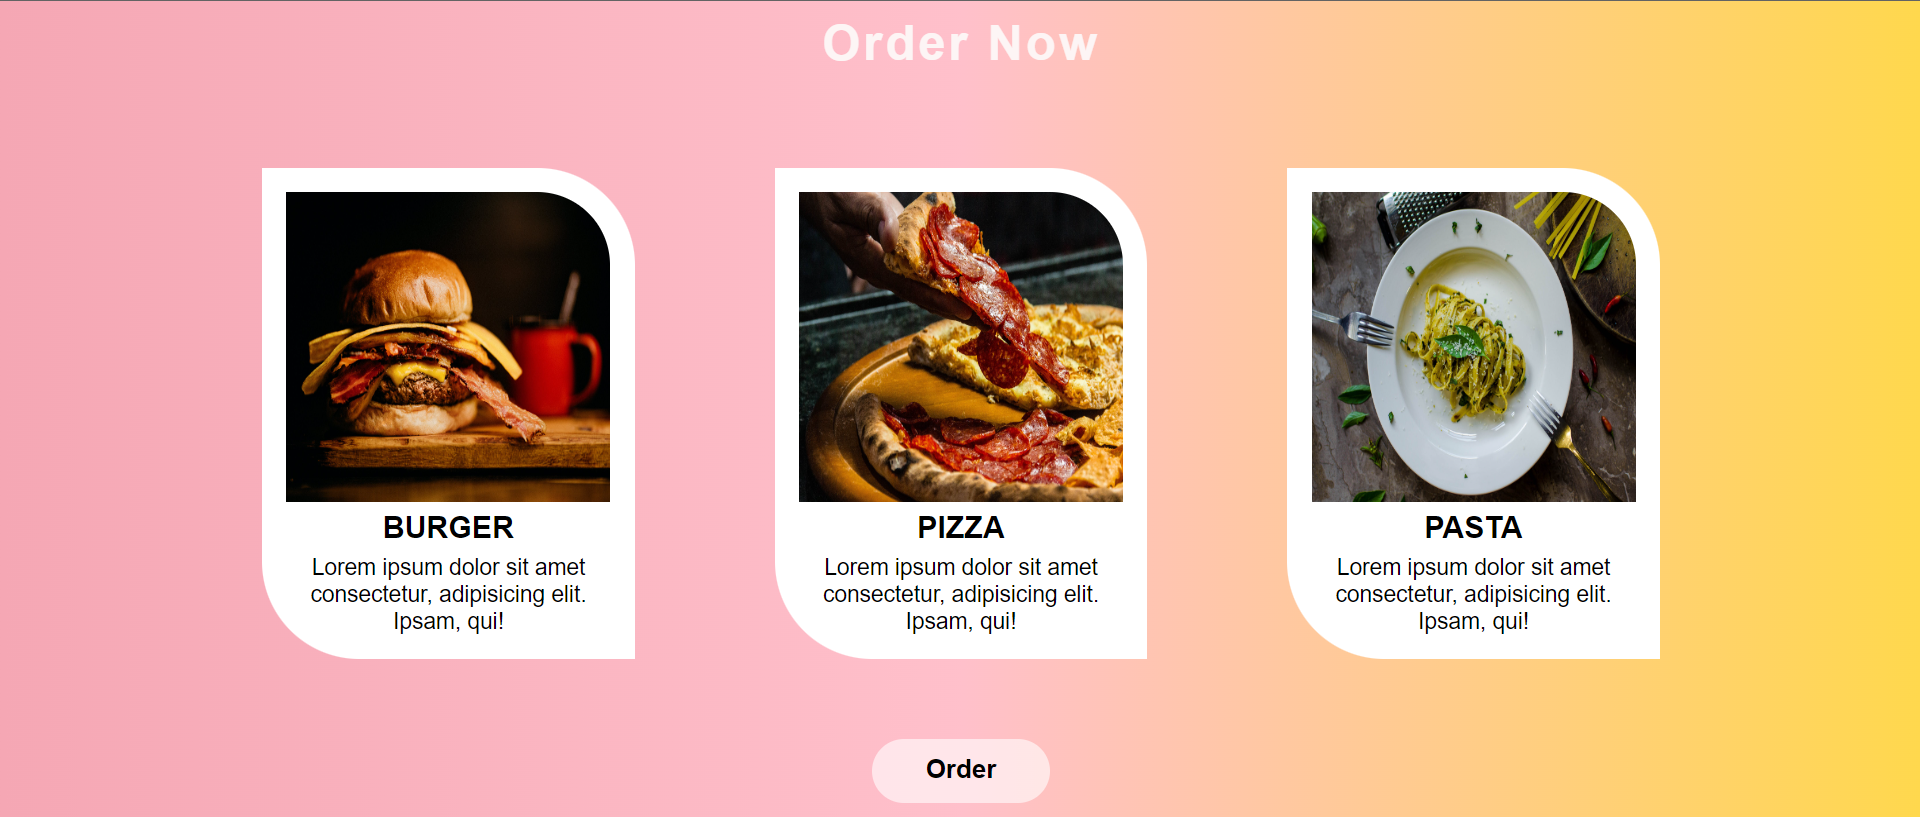 Order Now
BURGER
Lorem ipsum dolor sit amet
consectetur, adipisicing elit.
Ipsam, qui!
PIZZA
Lorem ipsum dolor sit amet
consectetur, adipisicing elit.
Ipsam, qui!
PASTA
Lorem ipsum dolor sit amet
consectetur, adipisicing elit.
Ipsam, qui!
Order